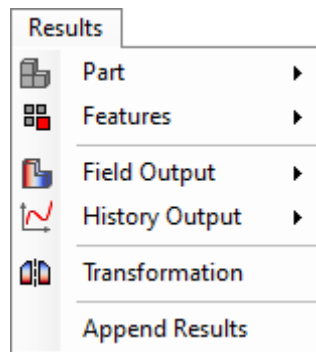 Results
Part
Features
Field Output
History Output
Transformation
Append Results